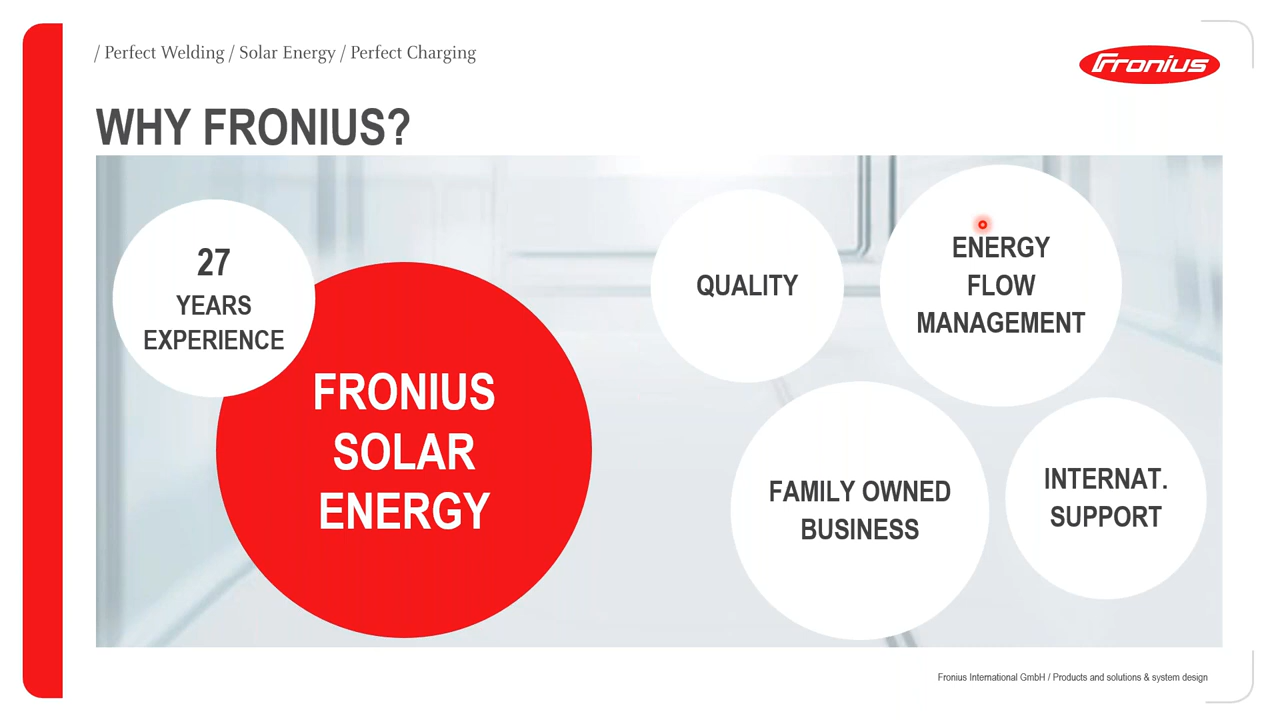 / Perfect Welding / Solar Energy / Perfect Charging
Fronius
WHY FRONIUS?
27
YEARS
EXPERIENCE
FRONIUS
SOLAR
ENERGY
QUALITY
ENERGY
FLOW
MANAGEMENT
FAMILY OWNED
BUSINESS
INTERNAT.
SUPPORT
Fronius International GmbH / Products and solutions & system design